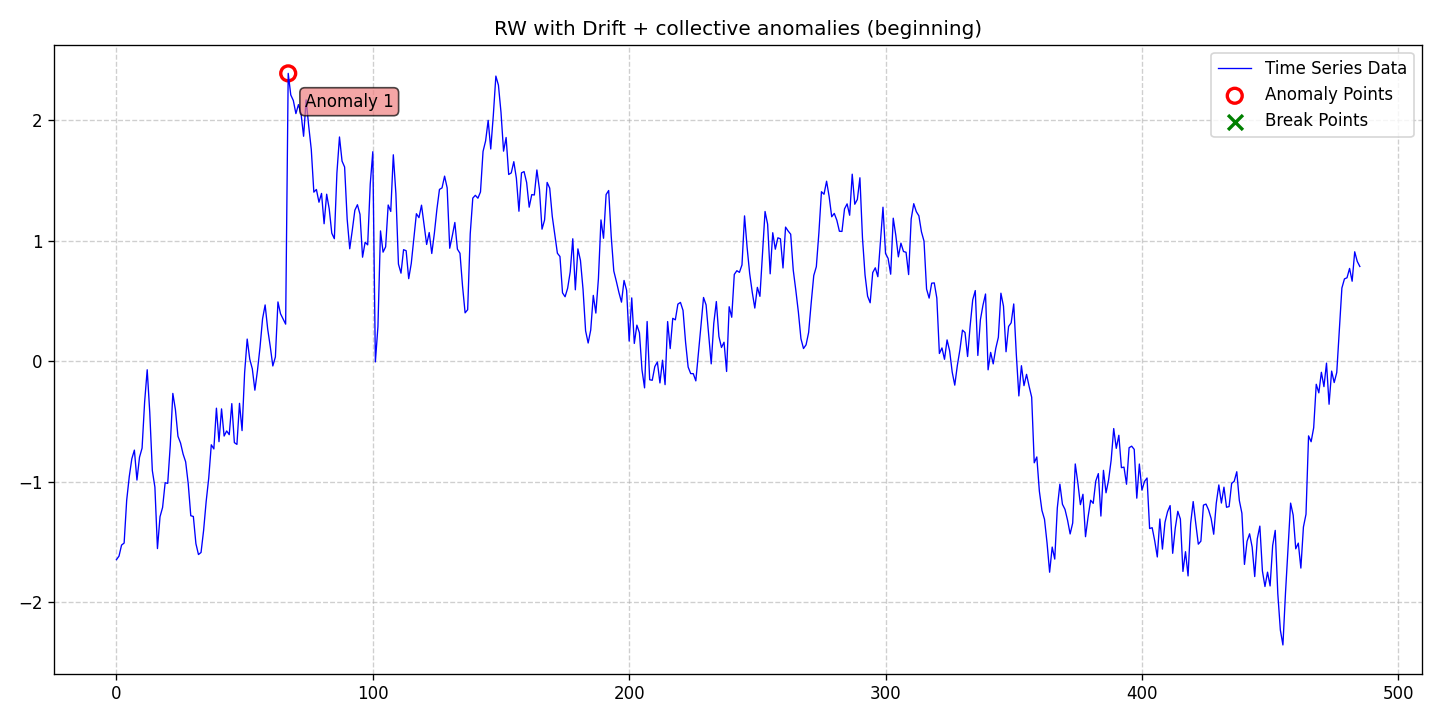 RW with Drift + collective anomalies (beginning)
Time Series Data
Anomaly Points
Break Points
Anomaly 1
2
1
0
−1
−2
0
100
200
300
400
500